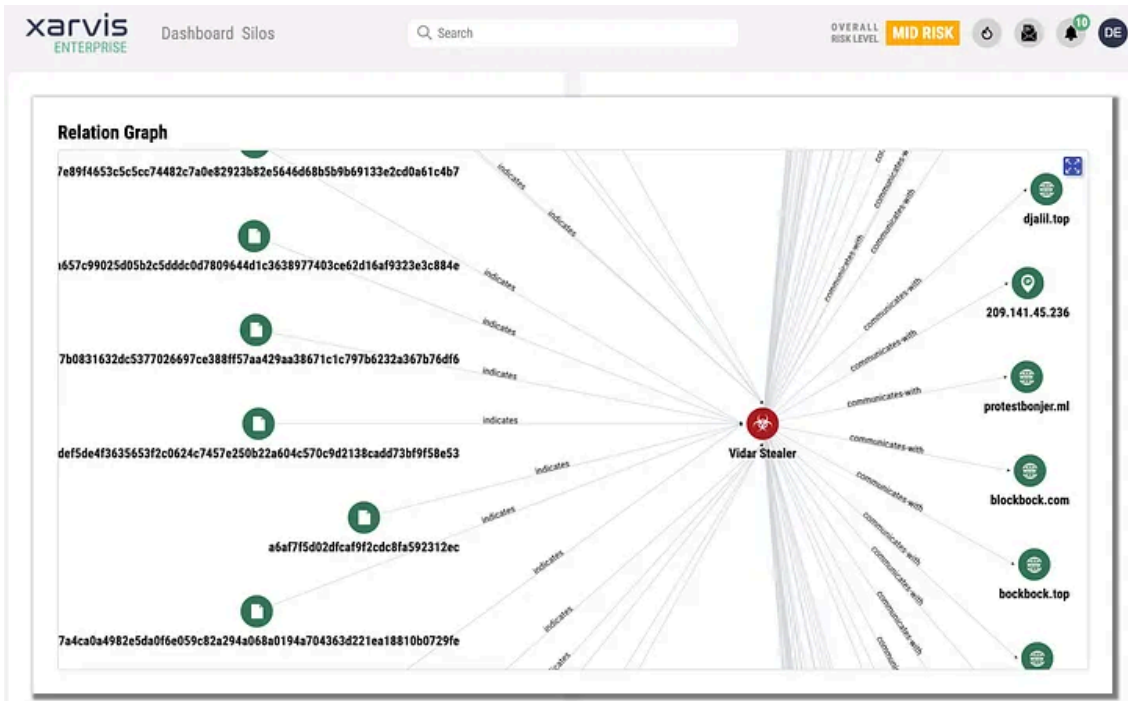 xarvis
ENTERPRISE
Dashboard Silos
Search
OVERALL
RISK LEVEL
MID RISK
10
DE
Relation Graph
7e89f4653c5c5cc74482c7a0e82923b82e5646d68b5b9b69133e2cd0a61c4b7
indicates
indicates
communicates with
communicates with
djalil.top
657c99025d05b2c5dddc0d7809644d1c3638977403ce62d16af9323e3c884e
indicates
communicates with
communicates with
209.141.45.236
7b0831632dc5377026697ce388ff57aa429aa38671c1c797b6232a367b76df6
indicates
indicates
communicates with
communicates with
protestbonjer.ml
def5de4f3635653f2c0624c7457e250b22a604c570c9d2138cadd73bf9f58e53
indicates
Vidar Stealer
communicates with
blockbock.com
a6af7f5d02dfcaf9f2cdc8fa592312ec
indicates
indicates
communicates with
communicates with
bockbock.top
7a4ca0a4982e5da0f6e059c82a294a068a0194a704363d221ea18810b0729fe
indicates
indicates
indicates
communicates with
communicates with